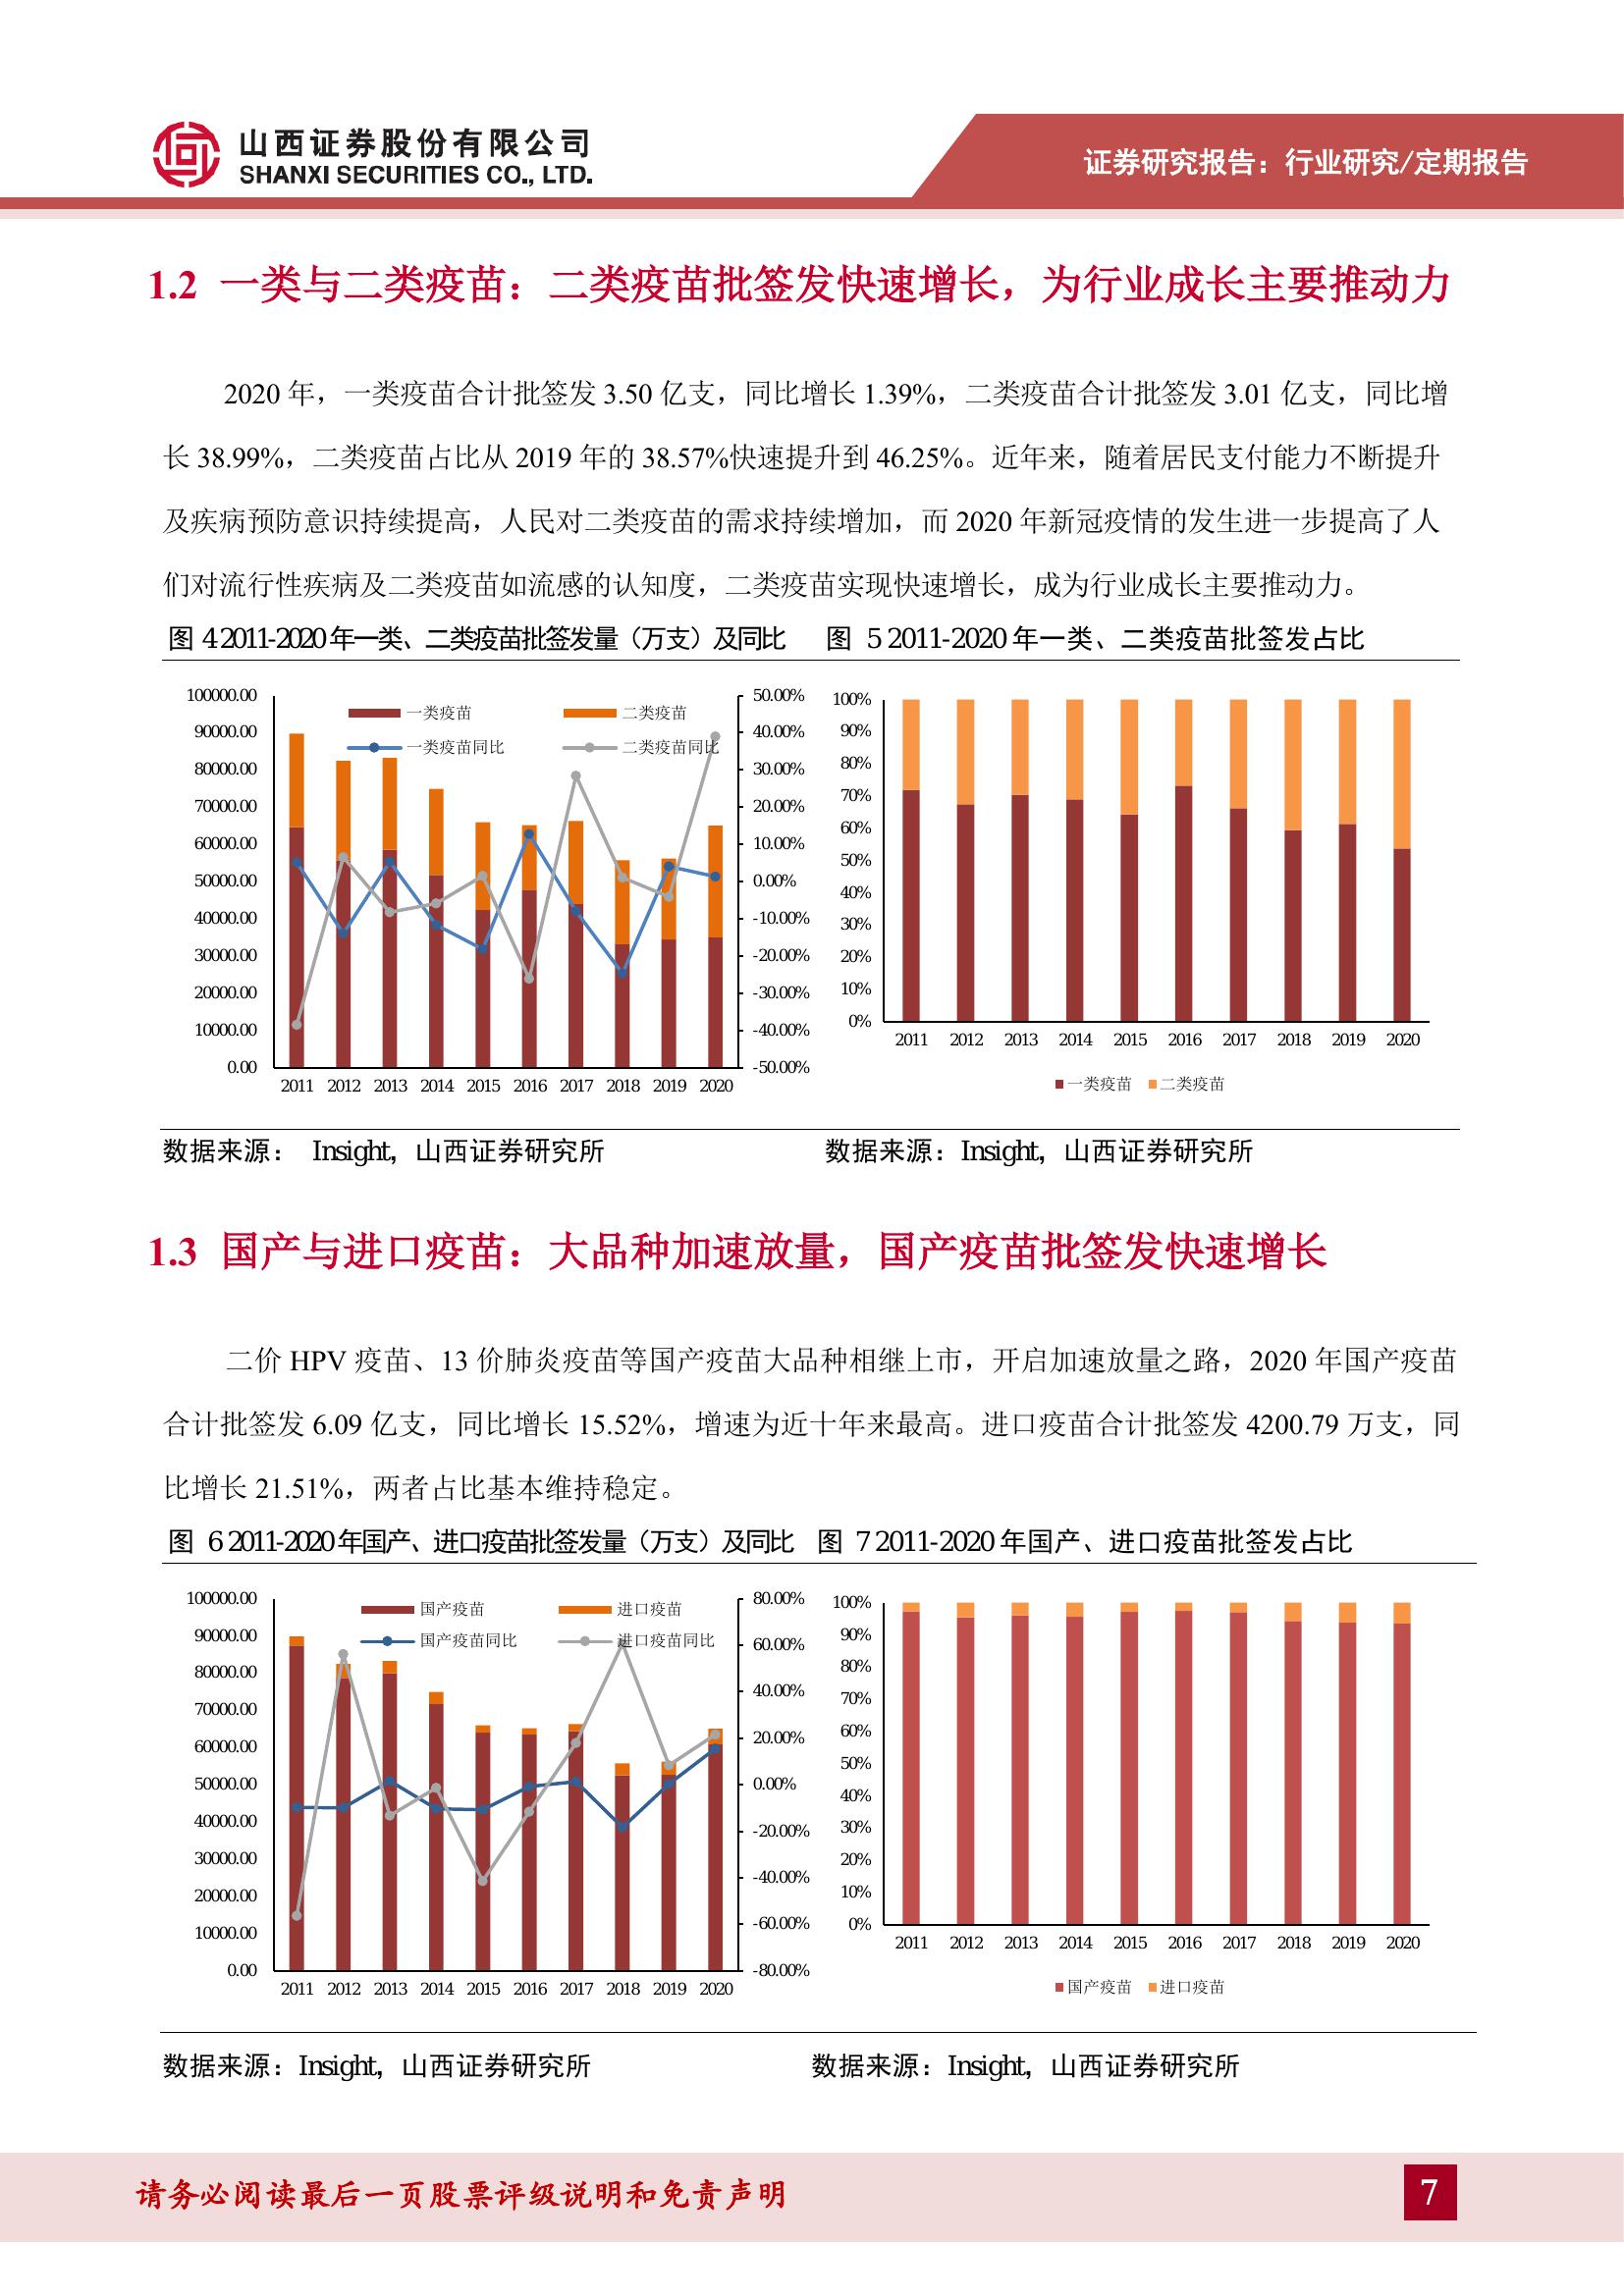 山西证券股份有限公司
SHANXI SECURITIES CO., LTD.
证券研究报告：行业研究/定期报告
1.2 一类与二类疫苗：二类疫苗批签发快速增长，为行业成长主要推动力
2020 年，一类疫苗合计批签发 3.50 亿支，同比增长 1.39%，二类疫苗合计批签发 3.01 亿支，同比增
长 38.99%，二类疫苗占比从 2019 年的 38.57%快速提升到 46.25%。近年来，随着居民支付能力不断提升
及疾病预防意识持续提高，人民对二类疫苗的需求持续增加，而 2020 年新冠疫情的发生进一步提高了人
们对流行性疾病及二类疫苗如流感的认知度，二类疫苗实现快速增长，成为行业成长主要推动力。
图 4 2011-2020 年一类、二类疫苗批签发量（万支）及同比
100000.00
90000.00
80000.00
70000.00
60000.00
50000.00
40000.00
30000.00
20000.00
10000.00
0.00
一类疫苗 二类疫苗
一类疫苗同比 二类疫苗同比
50.00%
40.00%
30.00%
20.00%
10.00%
0.00%
-10.00%
-20.00%
-30.00%
-40.00%
-50.00%
2011 2012 2013 2014 2015 2016 2017 2018 2019 2020
图 5 2011-2020 年一类、二类疫苗批签发占比
100%
90%
80%
70%
60%
50%
40%
30%
20%
10%
0%
2011 2012 2013 2014 2015 2016 2017 2018 2019 2020
一类疫苗 二类疫苗
数据来源： Insight，山西证券研究所
数据来源：Insight，山西证券研究所
1.3 国产与进口疫苗：大品种加速放量，国产疫苗批签发快速增长
二价 HPV 疫苗、13 价肺炎疫苗等国产疫苗大品种相继上市，开启加速放量之路，2020 年国产疫苗
合计批签发 6.09 亿支，同比增长 15.52%，增速为近十年来最高。进口疫苗合计批签发 4200.79 万支，同
比增长 21.51%，两者占比基本维持稳定。
图 6 2011-2020 年国产、进口疫苗批签发量（万支）及同比
100000.00
90000.00
80000.00
70000.00
60000.00
50000.00
40000.00
30000.00
20000.00
10000.00
0.00
国产疫苗 进口疫苗
国产疫苗同比 进口疫苗同比
80.00%
60.00%
40.00%
20.00%
0.00%
-20.00%
-40.00%
-60.00%
-80.00%
2011 2012 2013 2014 2015 2016 2017 2018 2019 2020
图 7 2011-2020 年国产、进口疫苗批签发占比
100%
90%
80%
70%
60%
50%
40%
30%
20%
10%
0%
2011 2012 2013 2014 2015 2016 2017 2018 2019 2020
国产疫苗 进口疫苗
数据来源：Insight，山西证券研究所
数据来源：Insight，山西证券研究所
请务必阅读最后一页股票评级说明和免责声明
7